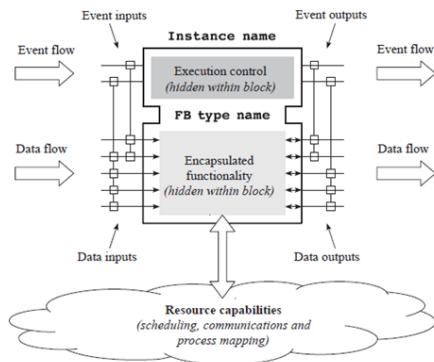 Event inputs
Event outputs
Instance name
Event flow
Event flow
Execution control
(hidden within block)
FB type name
Data flow
Data flow
Encapsulated
functionality
(hidden within block)
Data inputs
Data outputs
Resource capabilities
(scheduling, communications and
process mapping)